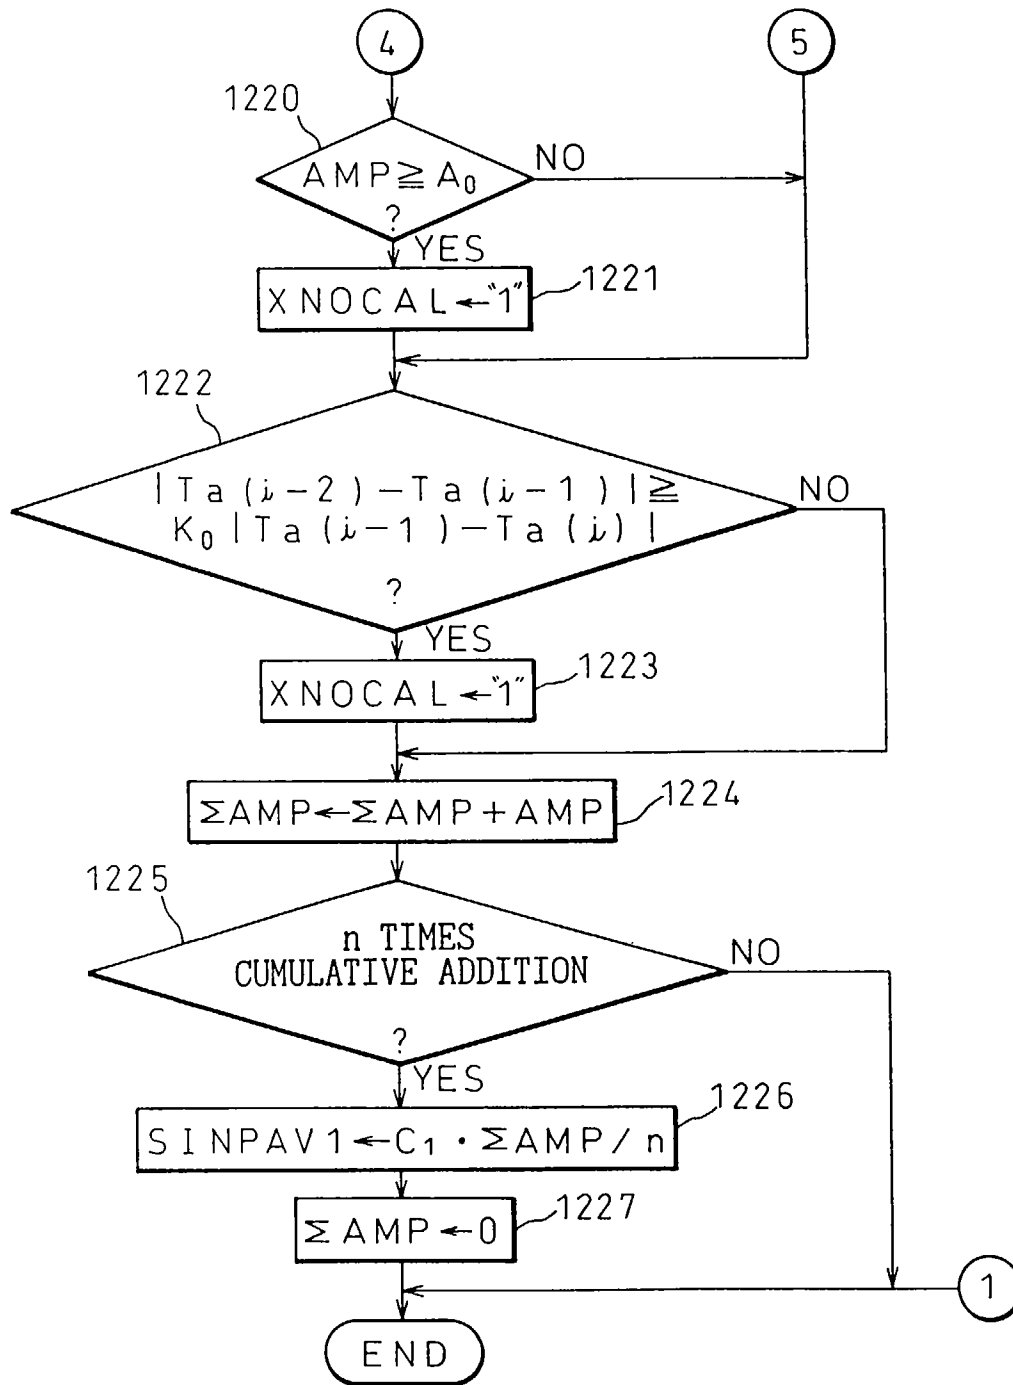 4
5
1220
AMP≧A₀
?
NO
YES
XNOCAL←"1"
1221
1222
|Ta(i-2)-Ta(i-1)|≧
K₀|Ta(i-1)-Ta(i)|
?
NO
YES
XNOCAL←"1"
1223
ΣAMP←ΣAMP+AMP
1224
1225
n TIMES
CUMULATIVE ADDITION
?
NO
YES
SINPAV1←C₁・ΣAMP/n
1226
ΣAMP←0
1227
1
END